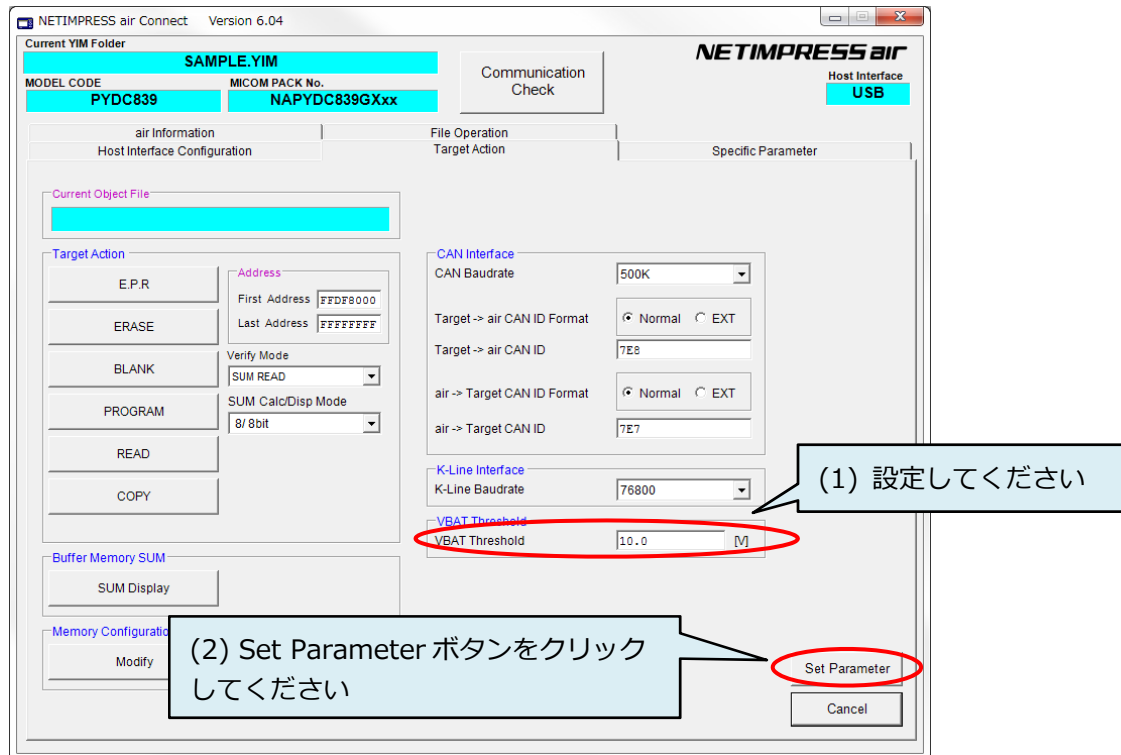 NETIMPRESS air Connect Version 6.04
Current YIM Folder
SAMPLE.YIM
MODEL CODE
MICOM PACK No.
PYDC839
NAPYDC839GXxx
Communication
Check
NETIMPRESS air
Host Interface
USB
air Information
File Operation
Host Interface Configuration
Target Action
Specific Parameter
Current Object File
Target Action
E.P.R
ERASE
BLANK
PROGRAM
READ
COPY
Address
First Address FFDF8000
Last Address FFFFFFFF
Verify Mode
SUM READ
SUM Calc/Disp Mode
8/ 8bit
Buffer Memory SUM
SUM Display
Modify
CAN Interface
CAN Baudrate 500K
Target -> air CAN ID Format Normal EXT
Target -> air CAN ID 7E8
air -> Target CAN ID Format Normal EXT
air -> Target CAN ID 7E7
K-Line Interface
K-Line Baudrate 76800
VBAT Threshold
VBAT Threshold 10.0 [V]
(1) 設定してください
(2) Set Parameter ボタンをクリック
してください
Set Parameter
Cancel